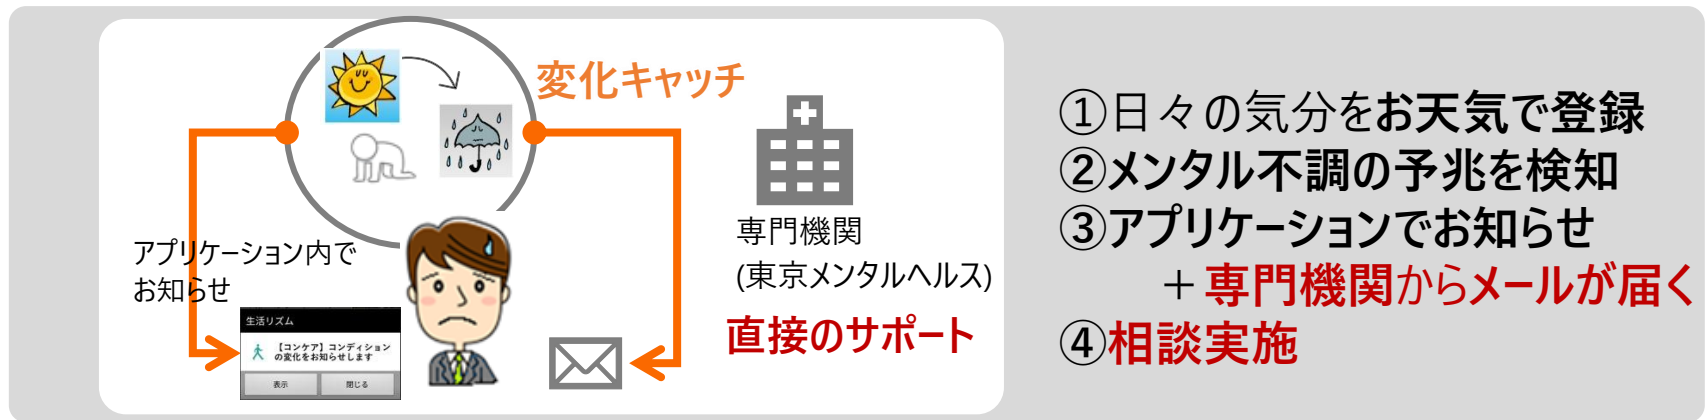 変化キャッチ
アプリケーション内で
お知らせ
生活リズム
【コンケア】コンディション
の変化をお知らせします
表示
閉じる
専門機関
(東京メンタルヘルス)
直接のサポート
①日々の気分をお天気で登録
②メンタル不調の予兆を検知
③アプリケーションでお知らせ
＋専門機関からメールが届く
④相談実施